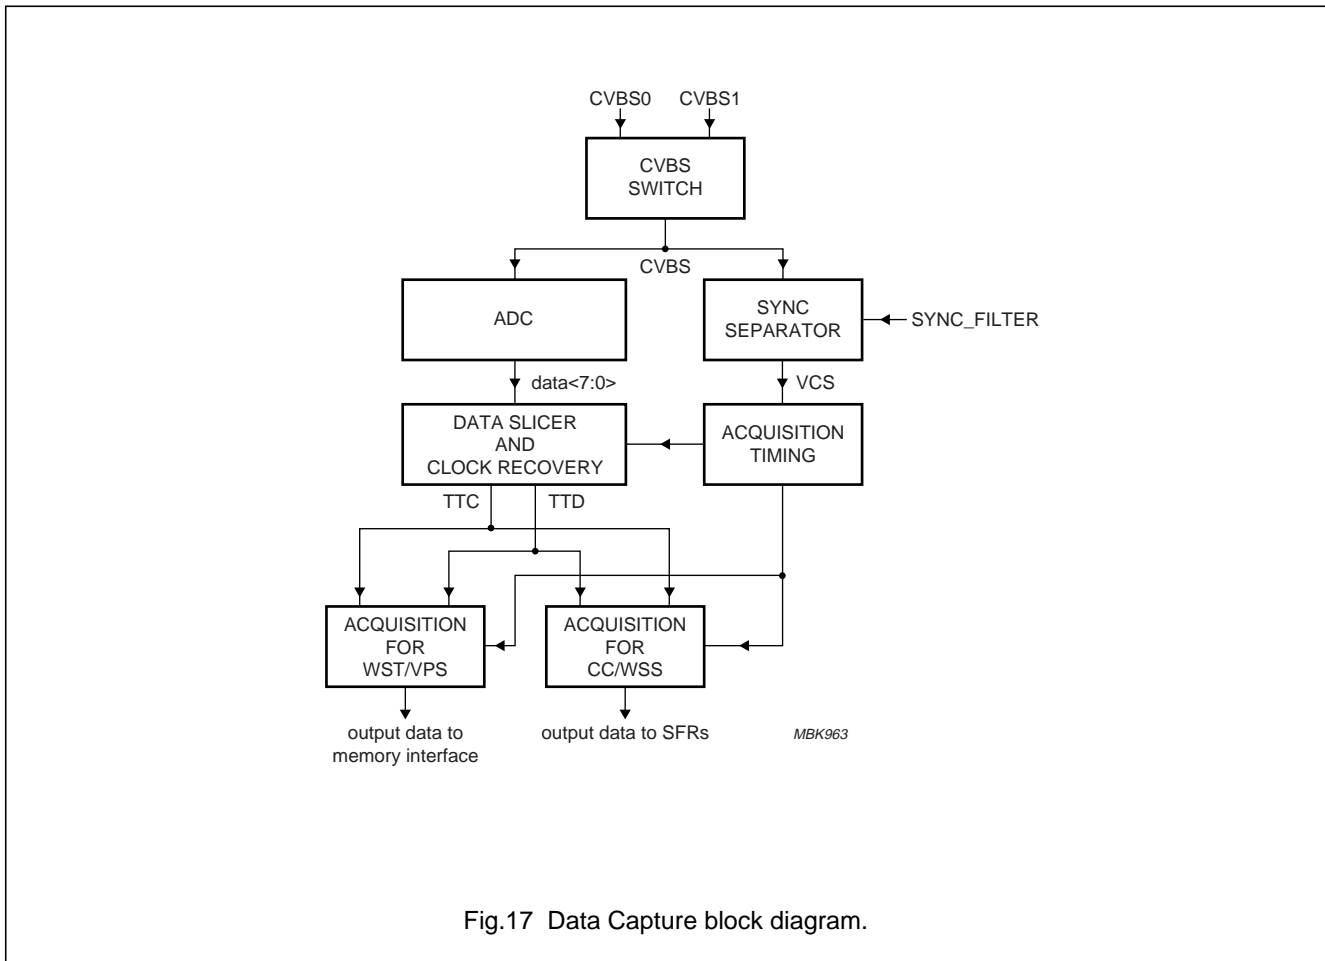 CVBS0 CVBS1
CVBS
SWITCH
CVBS
ADC
SYNC
SEPARATOR
SYNC_FILTER
data<7:0>
VCS
DATA SLICER
AND
CLOCK RECOVERY
ACQUISITION
TIMING
TTC TTD
ACQUISITION
FOR
WST/VPS
ACQUISITION
FOR
CC/WSS
output data to
memory interface
output data to SFRs
MBK963
Fig.17 Data Capture block diagram.